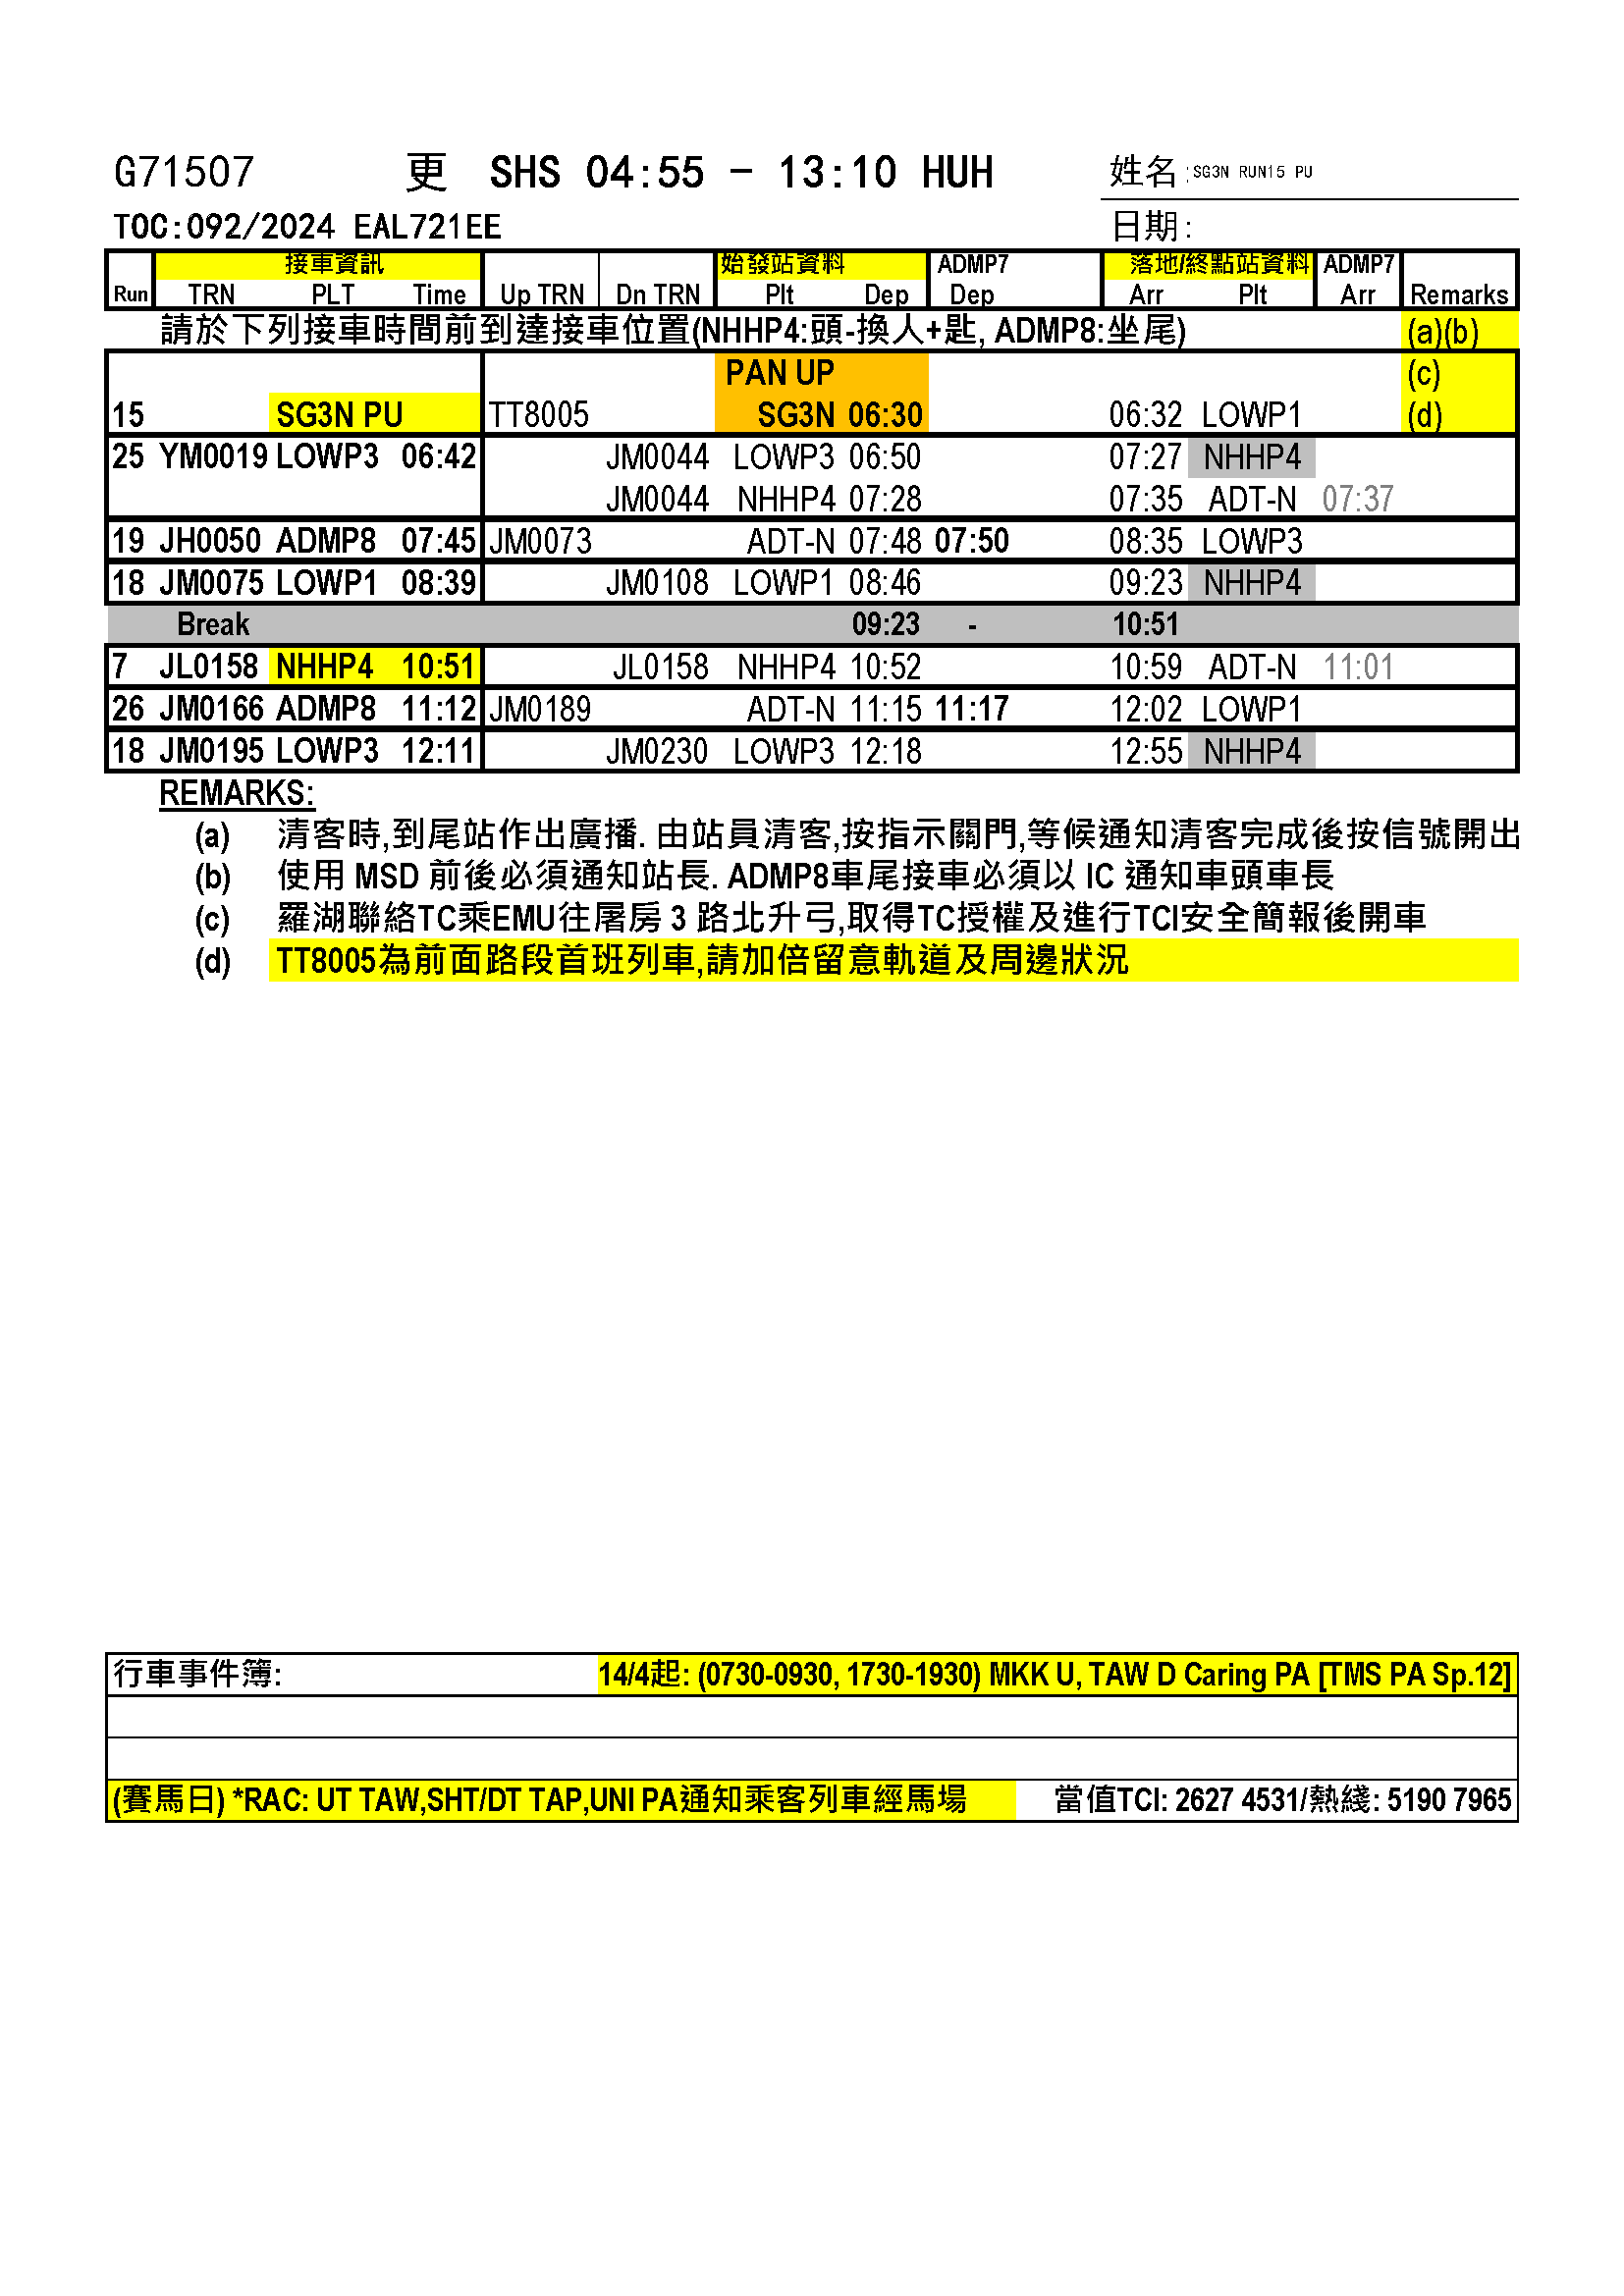 G71507 更 SHS 04:55 - 13:10 HUH 姓名:SG3N RUN15 PU
TOC:092/2024 EAL721EE 日期:
接車資訊 始發站資料 ADMP7 落地/終點站資料 ADMP7
Run TRN PLT Time Up TRN Dn TRN Plt Dep Dep Arr Plt Arr Remarks
請於下列接車時間前到達接車位置(NHHP4:頭-換人+匙, ADMP8:坐尾) (a)(b)
PAN UP (c)
15 SG3N PU TT8005 SG3N 06:30 06:32 LOWP1 (d)
25 YM0019 LOWP3 06:42 JM0044 LOWP3 06:50 07:27 NHHP4
JM0044 NHHP4 07:28 07:35 ADT-N 07:37
19 JH0050 ADMP8 07:45 JM0073 ADT-N 07:48 07:50 08:35 LOWP3
18 JM0075 LOWP1 08:39 JM0108 LOWP1 08:46 09:23 NHHP4
Break 09:23 - 10:51
7 JL0158 NHHP4 10:51 JL0158 NHHP4 10:52 10:59 ADT-N 11:01
26 JM0166 ADMP8 11:12 JM0189 ADT-N 11:15 11:17 12:02 LOWP1
18 JM0195 LOWP3 12:11 JM0230 LOWP3 12:18 12:55 NHHP4
REMARKS:
(a) 清客時,到尾站作出廣播. 由站員清客,按指示關門,等候通知清客完成後按信號開出
(b) 使用 MSD 前後必須通知站長. ADMP8車尾接車必須以 IC 通知車頭車長
(c) 羅湖聯絡TC乘EMU往屠房 3 路北升弓,取得TC授權及進行TCI安全簡報後開車
(d) TT8005為前面路段首班列車,請加倍留意軌道及周邊狀況
行車事件簿: 14/4起: (0730-0930, 1730-1930) MKK U, TAW D Caring PA [TMS PA Sp.12]
(賽馬日) *RAC: UT TAW,SHT/DT TAP,UNI PA通知乘客列車經馬場 當值TCI: 2627 4531/熱綫: 5190 7965